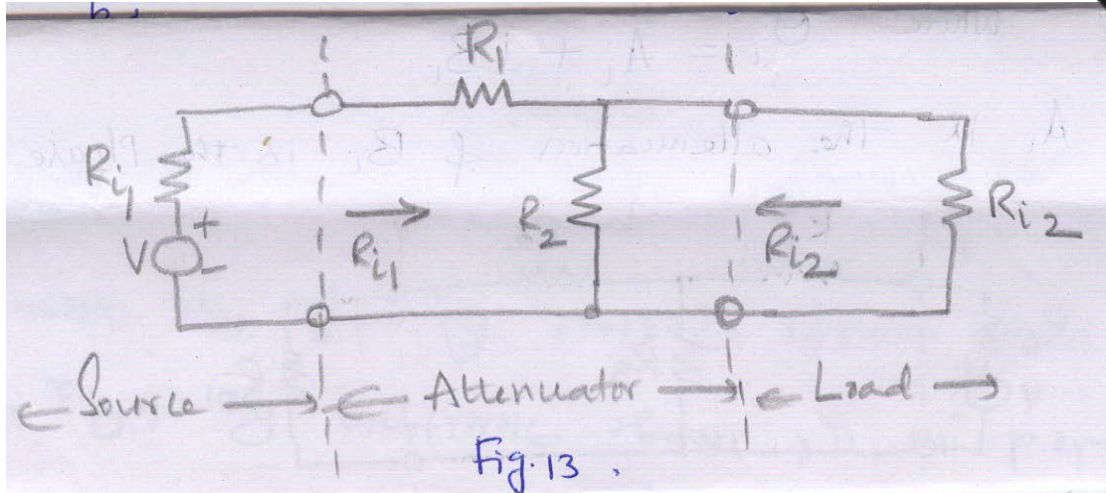 R1
Ri1
V
+
-
Ri1
R2
Ri2
Ri2
Source
Attenuator
Load
Fig. 13 .